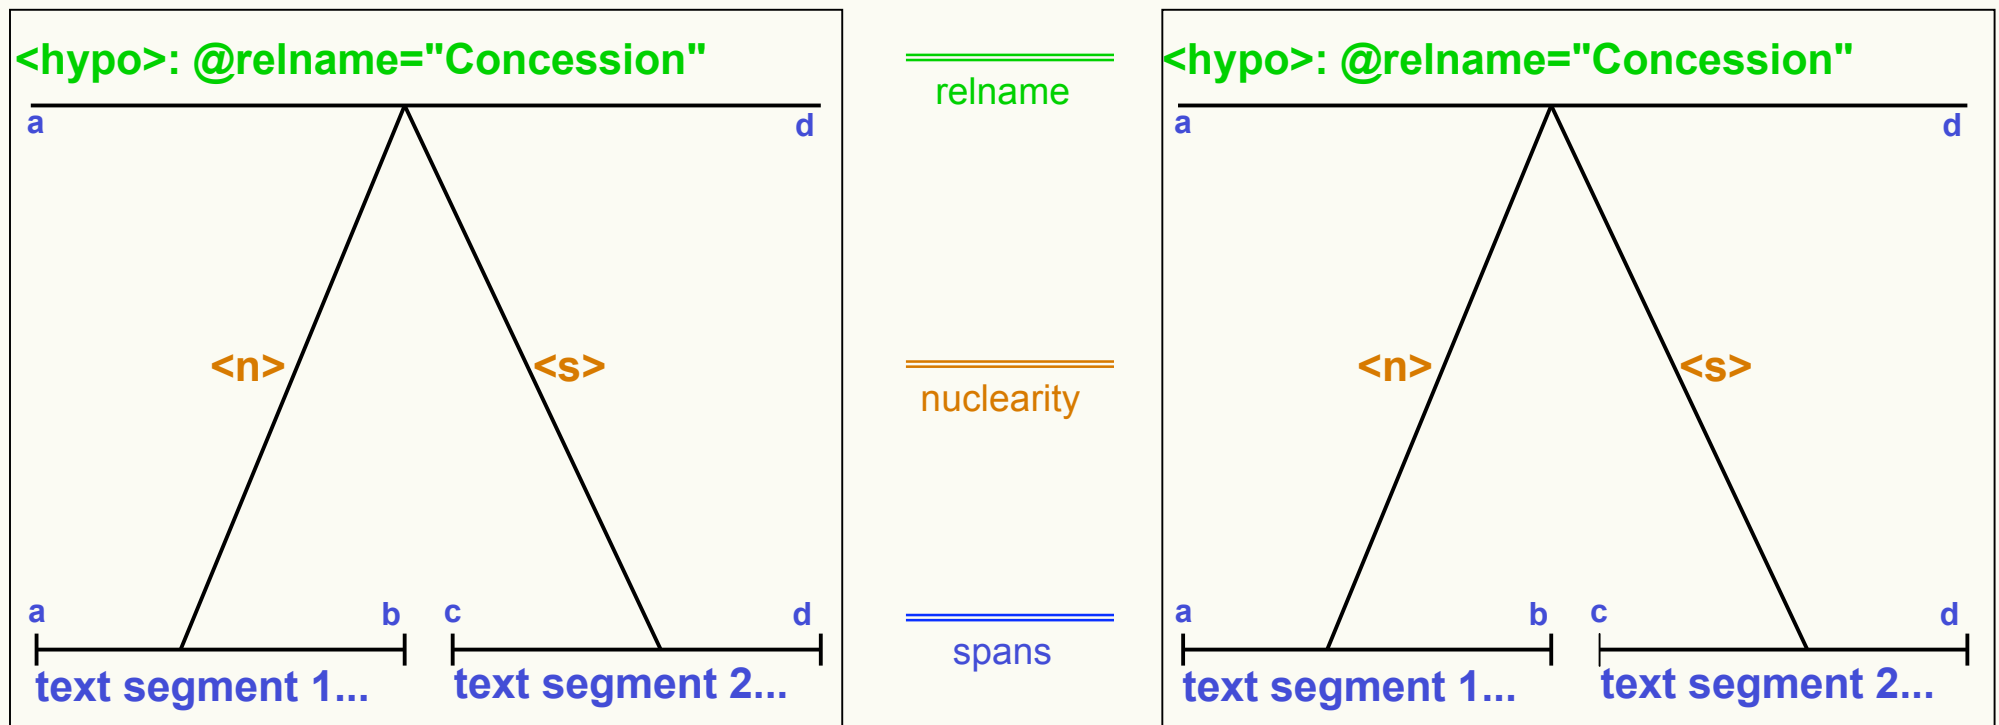 <hypo>: @relname="Concession"
a
d
<n>
<s>
a
b
c
d
text segment 1...
text segment 2...
relname
nuclearity
spans
<hypo>: @relname="Concession"
a
d
<n>
<s>
a
b
c
d
text segment 1...
text segment 2...